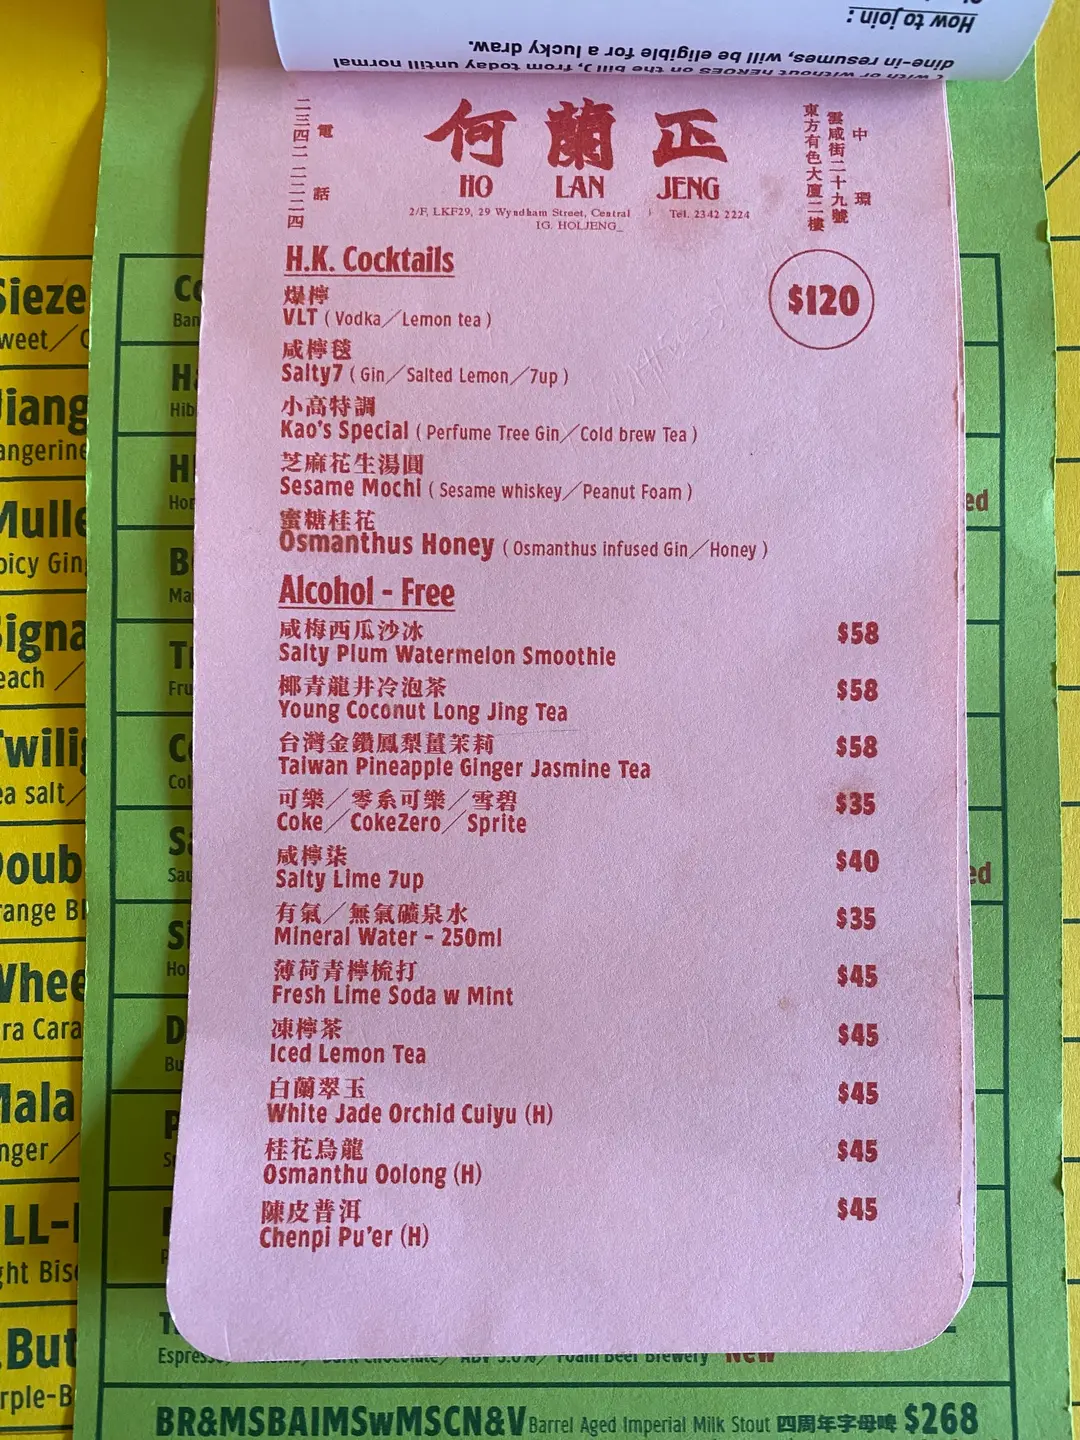 How to join :
dine-in resumes, will be eligible for a lucky draw.
何蘭正
HO LAN JENG
2/F, LKF29, 29 Wyndham Street, Central Tel. 2342 2224
IG. HOLJENG_
電話
二三四二 二二二四
中環
雲咸街二十九號
東方有色大廈二樓
H.K. Cocktails
$120
爆檸
VLT ( Vodka／Lemon tea )
咸檸毯
Salty7 ( Gin／Salted Lemon／7up )
小高特調
Kao's Special ( Perfume Tree Gin／Cold brew Tea )
芝麻花生湯圓
Sesame Mochi ( Sesame whiskey／Peanut Foam )
蜜糖桂花
Osmanthus Honey ( Osmanthus infused Gin／Honey )
Alcohol - Free
咸梅西瓜沙冰 $58
Salty Plum Watermelon Smoothie
椰青龍井冷泡茶 $58
Young Coconut Long Jing Tea
台灣金鑽鳳梨薑茉莉 $58
Taiwan Pineapple Ginger Jasmine Tea
可樂／零系可樂／雪碧 $35
Coke／CokeZero／Sprite
咸檸柒 $40
Salty Lime 7up
有氣／無氣礦泉水 $35
Mineral Water - 250ml
薄荷青檸梳打 $45
Fresh Lime Soda w Mint
凍檸茶 $45
Iced Lemon Tea
白蘭翠玉 $45
White Jade Orchid Cuiyu (H)
桂花烏龍 $45
Osmanthu Oolong (H)
陳皮普洱 $45
Chenpi Pu'er (H)
New
BR&MSBAIMSwMSCN&V Barrel Aged Imperial Milk Stout 四周年字母啤 $268